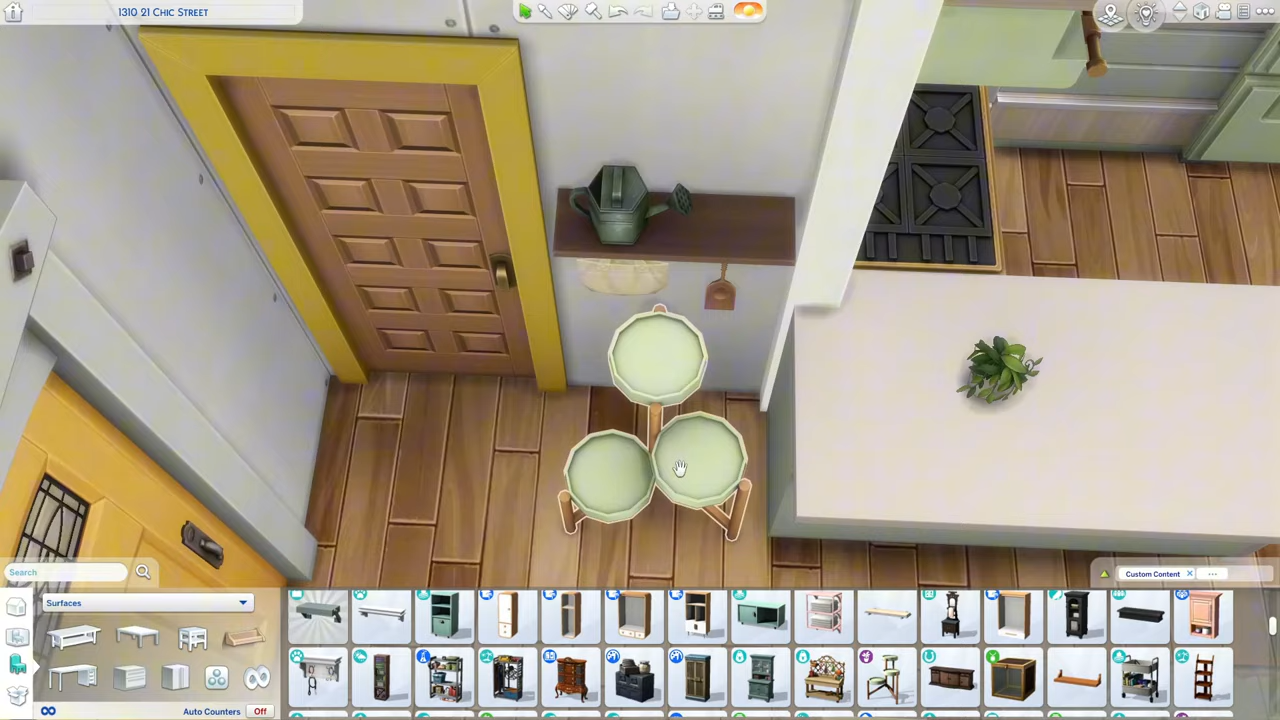 1310 21 CHIC STREET
Search
Custom Content
Surfaces
Auto Counters Off